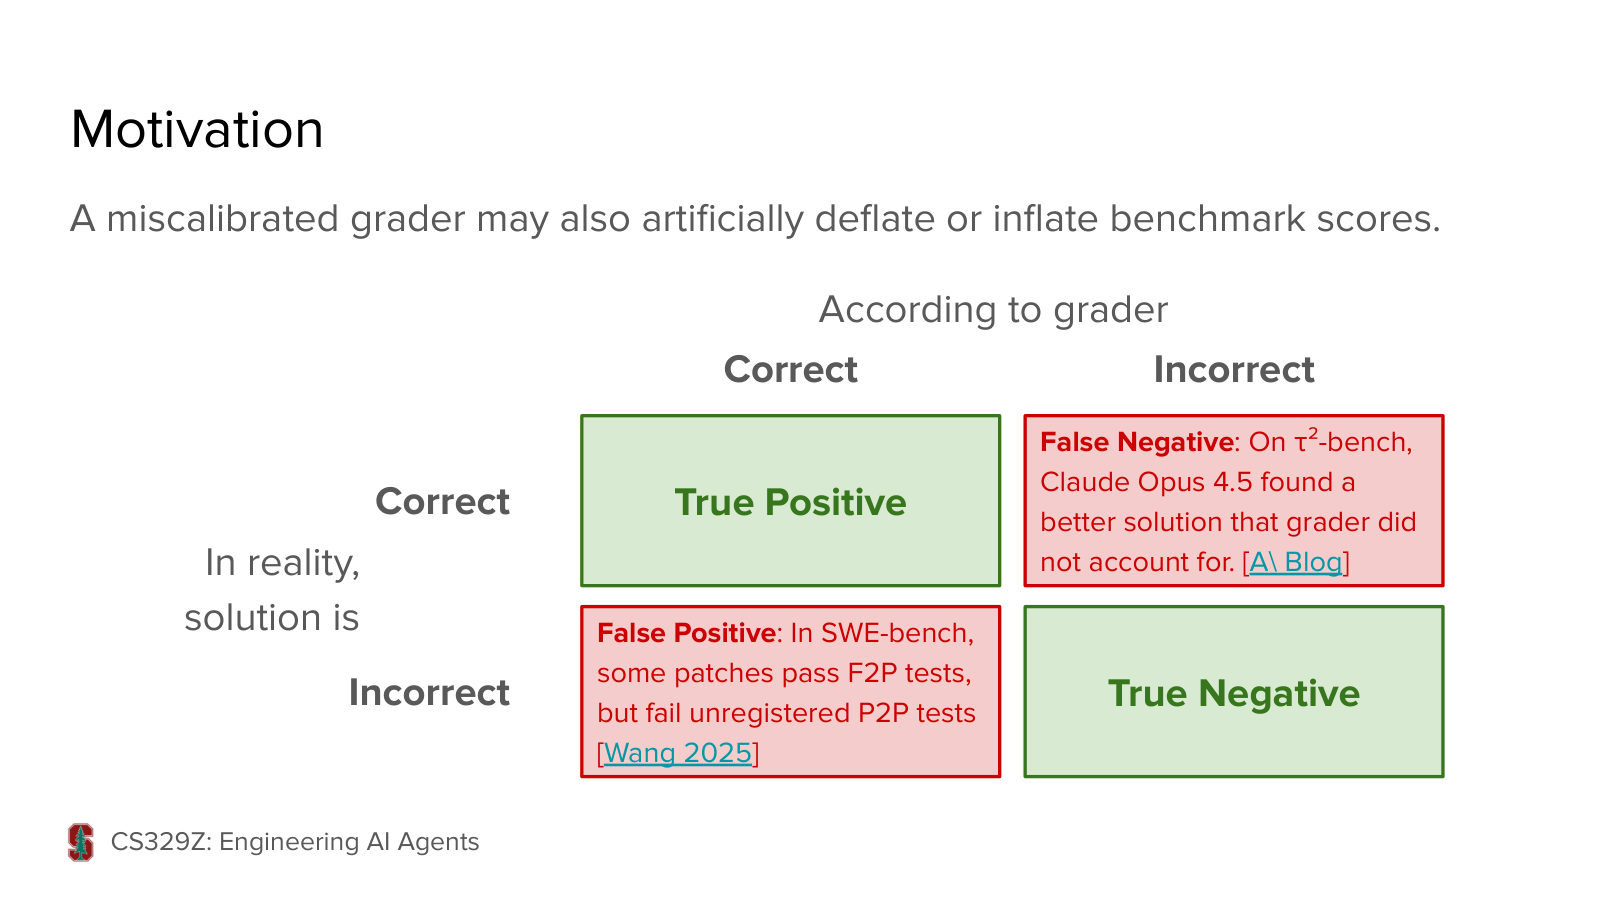 Motivation
A miscalibrated grader may also artificially deflate or inflate benchmark scores.
According to grader
Correct
Incorrect
Correct
In reality,
solution is
Incorrect
True Positive
False Negative: On τ²-bench,
Claude Opus 4.5 found a
better solution that grader did
not account for. [A\ Blog]
False Positive: In SWE-bench,
some patches pass F2P tests,
but fail unregistered P2P tests
[Wang 2025]
True Negative
CS329Z: Engineering AI Agents